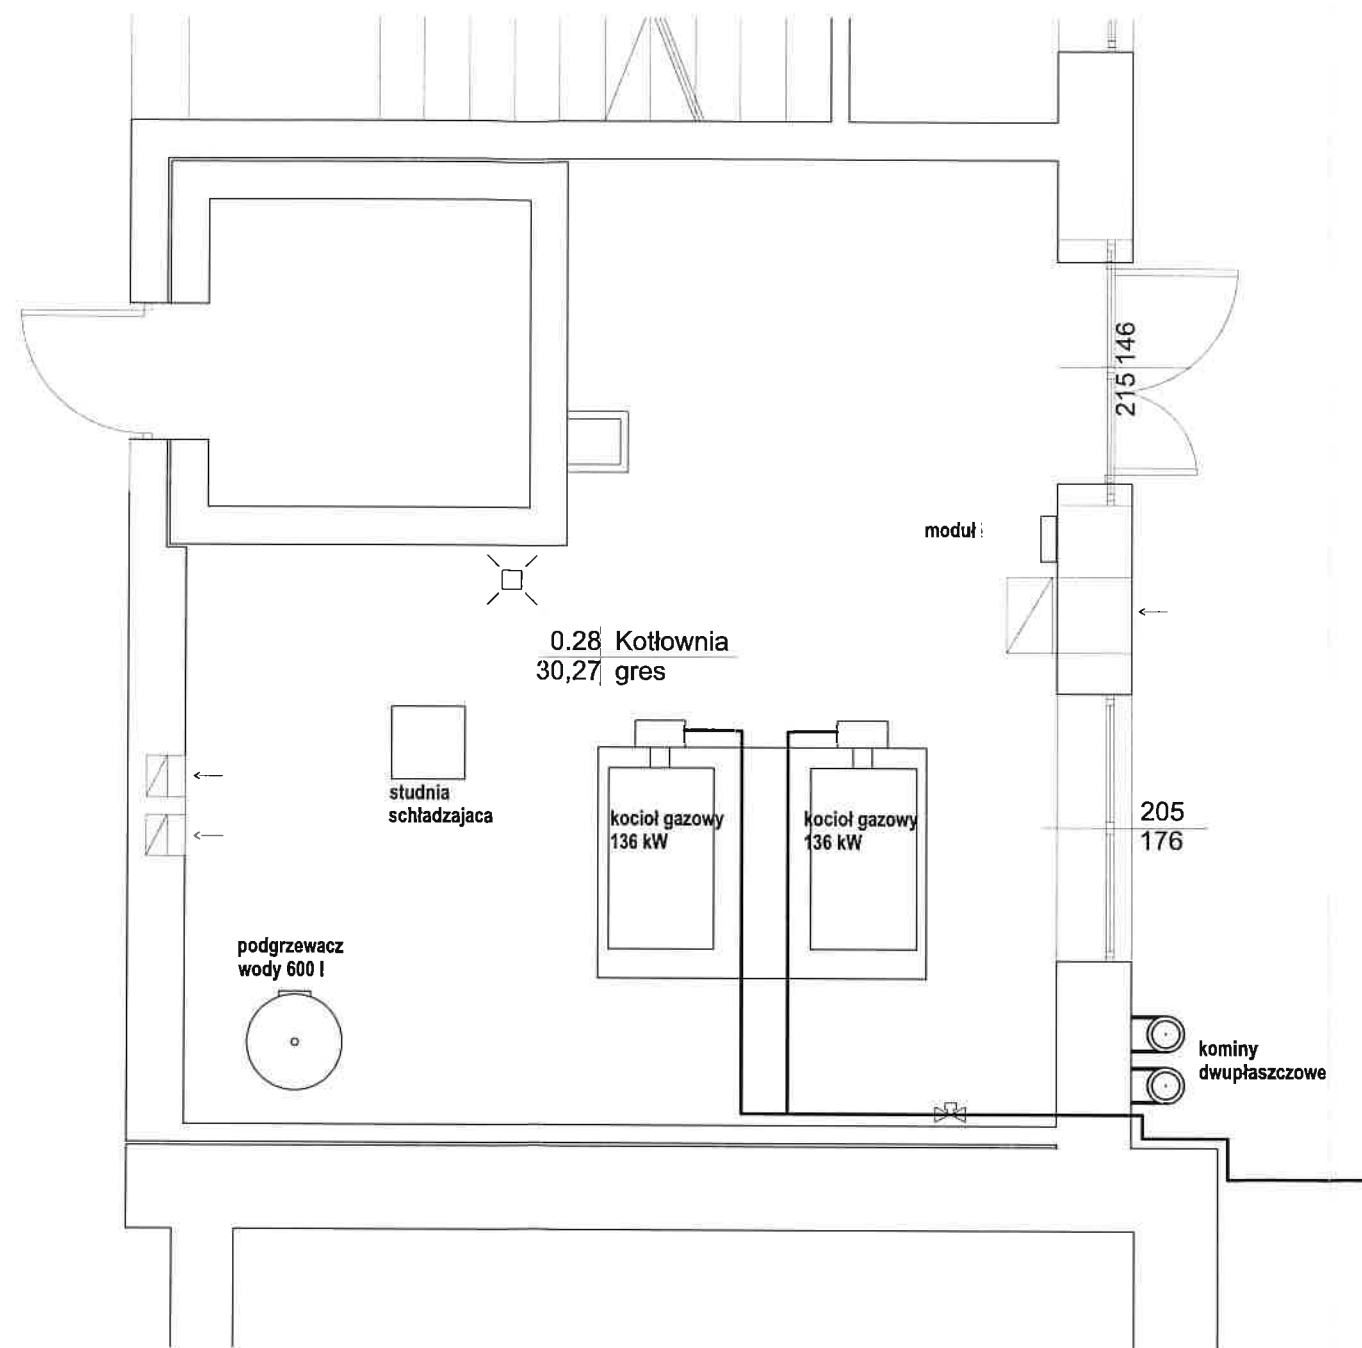 146
215
moduł
0.28 Kotłownia
30,27 gres
studnia
schładzajaca
kocioł gazowy
136 kW
kocioł gazowy
136 kW
205
176
podgrzewacz
wody 600 l
kominy
dwupłaszczowe